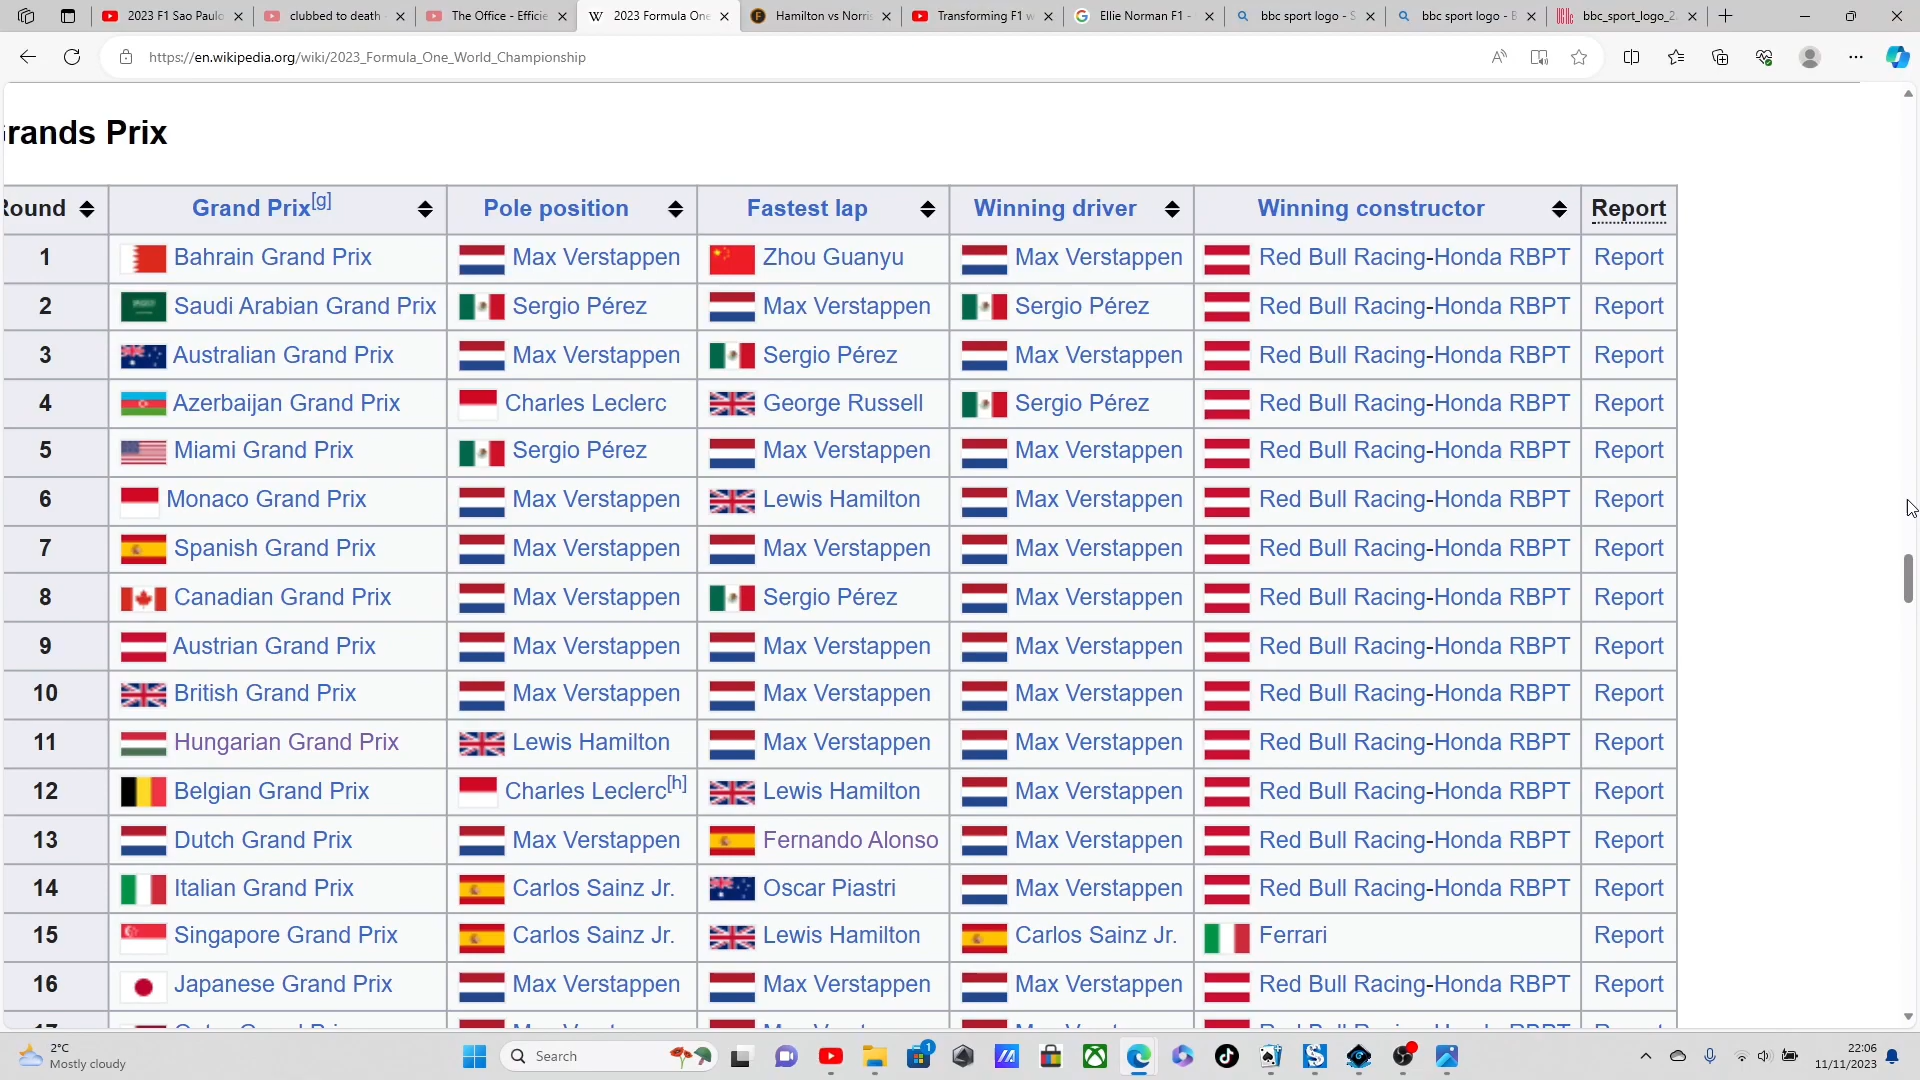 2023 F1 Sao Paulo
clubbed to death
The Office - Efficie
W 2023 Formula One
Hamilton vs Norris
Transforming F1 w
Ellie Norman F1 -
bbc sport logo - S
bbc sport logo - B
bbc_sport_logo_2
https://en.wikipedia.org/wiki/2023_Formula_One_World_Championship
rands Prix
Round Grand Prix[g] Pole position Fastest lap Winning driver Winning constructor Report
1 Bahrain Grand Prix Max Verstappen Zhou Guanyu Max Verstappen Red Bull Racing-Honda RBPT Report
2 Saudi Arabian Grand Prix Sergio Pérez Max Verstappen Sergio Pérez Red Bull Racing-Honda RBPT Report
3 Australian Grand Prix Max Verstappen Sergio Pérez Max Verstappen Red Bull Racing-Honda RBPT Report
4 Azerbaijan Grand Prix Charles Leclerc George Russell Sergio Pérez Red Bull Racing-Honda RBPT Report
5 Miami Grand Prix Sergio Pérez Max Verstappen Max Verstappen Red Bull Racing-Honda RBPT Report
6 Monaco Grand Prix Max Verstappen Lewis Hamilton Max Verstappen Red Bull Racing-Honda RBPT Report
7 Spanish Grand Prix Max Verstappen Max Verstappen Max Verstappen Red Bull Racing-Honda RBPT Report
8 Canadian Grand Prix Max Verstappen Sergio Pérez Max Verstappen Red Bull Racing-Honda RBPT Report
9 Austrian Grand Prix Max Verstappen Max Verstappen Max Verstappen Red Bull Racing-Honda RBPT Report
10 British Grand Prix Max Verstappen Max Verstappen Max Verstappen Red Bull Racing-Honda RBPT Report
11 Hungarian Grand Prix Lewis Hamilton Max Verstappen Max Verstappen Red Bull Racing-Honda RBPT Report
12 Belgian Grand Prix Charles Leclerc[h] Lewis Hamilton Max Verstappen Red Bull Racing-Honda RBPT Report
13 Dutch Grand Prix Max Verstappen Fernando Alonso Max Verstappen Red Bull Racing-Honda RBPT Report
14 Italian Grand Prix Carlos Sainz Jr. Oscar Piastri Max Verstappen Red Bull Racing-Honda RBPT Report
15 Singapore Grand Prix Carlos Sainz Jr. Lewis Hamilton Carlos Sainz Jr. Ferrari Report
16 Japanese Grand Prix Max Verstappen Max Verstappen Max Verstappen Red Bull Racing-Honda RBPT Report
2°C
Mostly cloudy
Search
1
22:06
11/11/2023